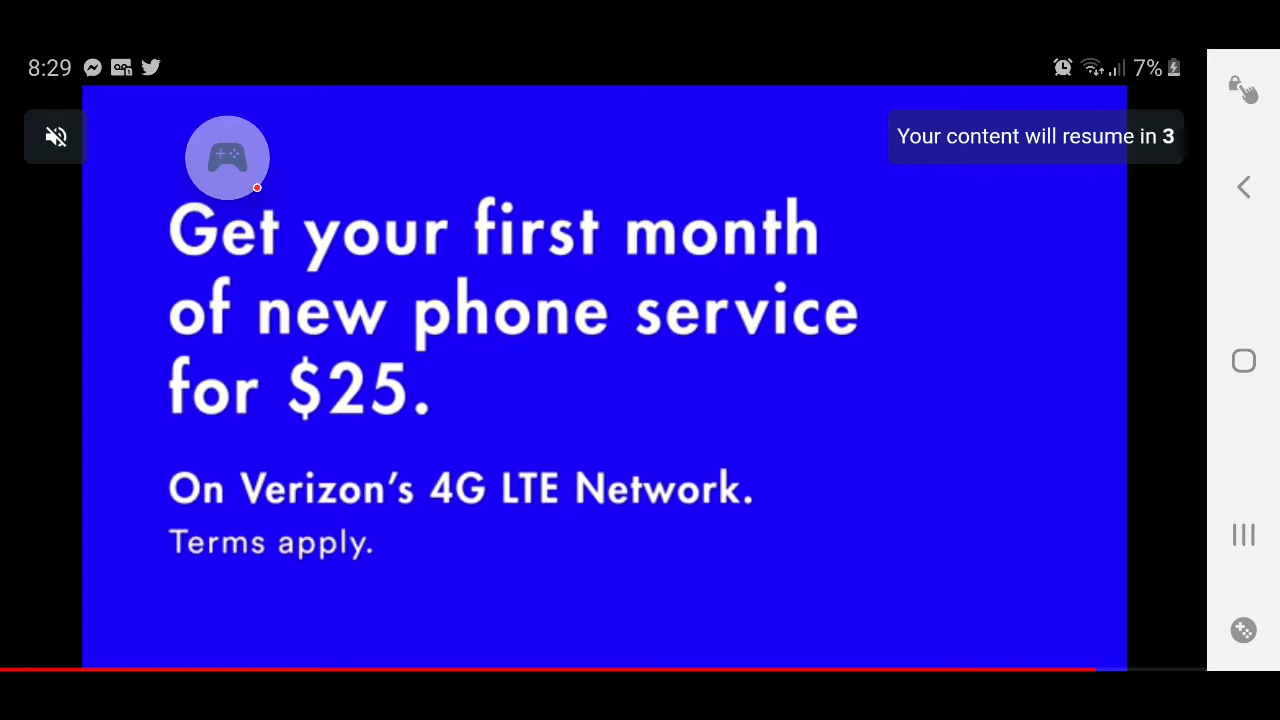 8:29
7%
Your content will resume in 3
Get your first month
of new phone service
for $25.
On Verizon's 4G LTE Network.
Terms apply.